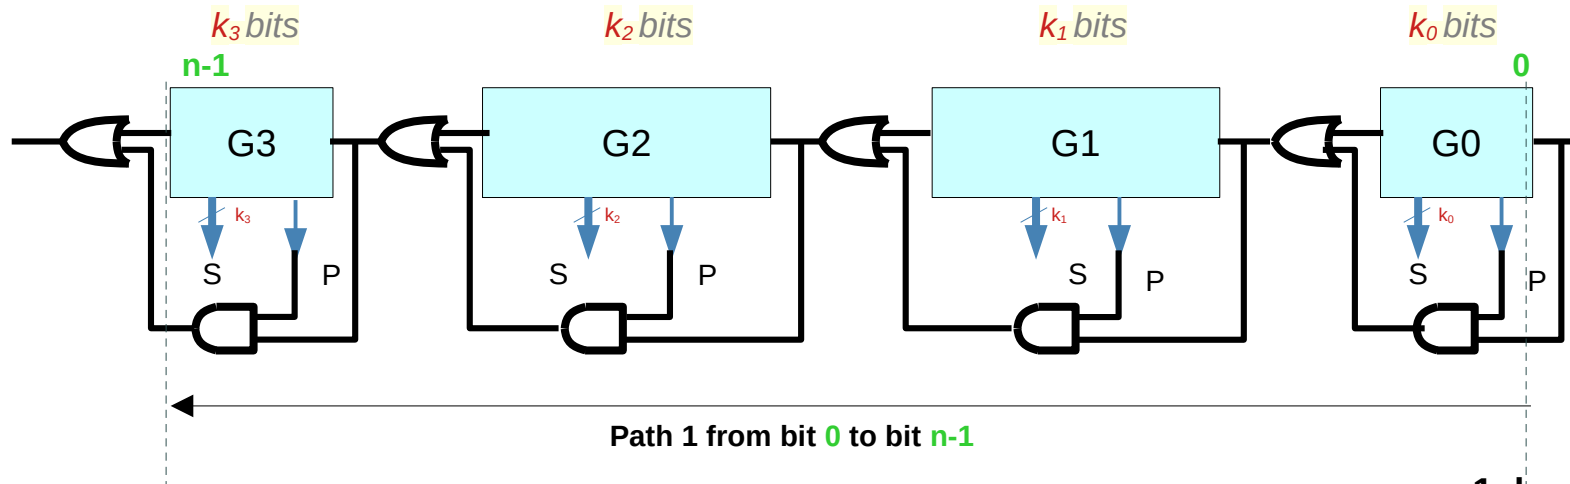 k3 bits k2 bits k1 bits k0 bits
n-1 0
G3 G2 G1 G0
k3 k2 k1 k0
S P S P S P S P
Path 1 from bit 0 to bit n-1